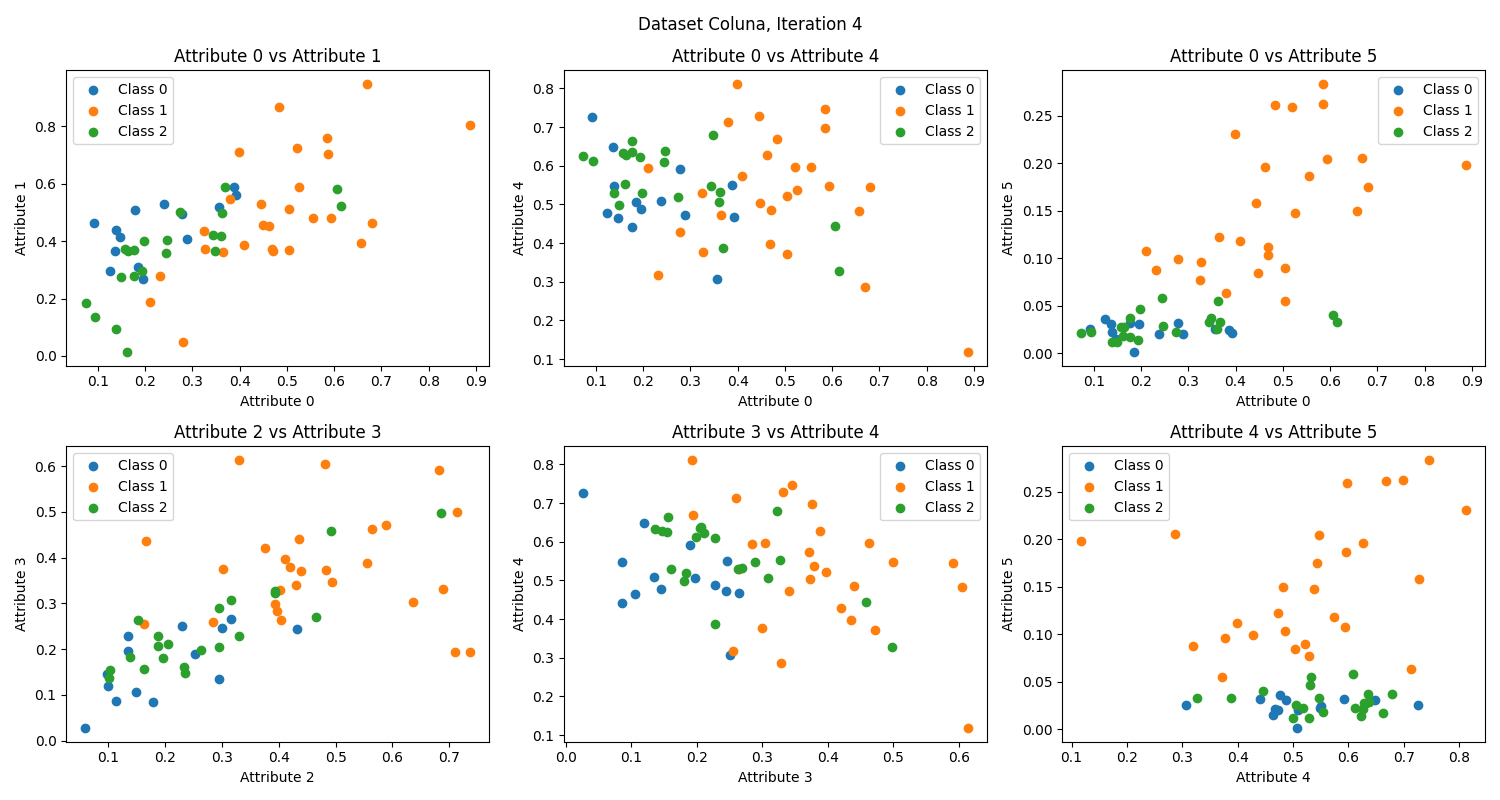 Dataset Coluna, Iteration 4
Attribute 0 vs Attribute 1
Class 0
Class 1
Class 2
0.8
0.6
0.4
0.2
0.0
Attribute 1
0.1 0.2 0.3 0.4 0.5 0.6 0.7 0.8 0.9
Attribute 0
Attribute 0 vs Attribute 4
Class 0
Class 1
Class 2
0.8
0.7
0.6
0.5
0.4
0.3
0.2
0.1
Attribute 4
0.1 0.2 0.3 0.4 0.5 0.6 0.7 0.8 0.9
Attribute 0
Attribute 0 vs Attribute 5
Class 0
Class 1
Class 2
0.25
0.20
0.15
0.10
0.05
0.00
Attribute 5
0.1 0.2 0.3 0.4 0.5 0.6 0.7 0.8 0.9
Attribute 0
Attribute 2 vs Attribute 3
Class 0
Class 1
Class 2
0.6
0.5
0.4
0.3
0.2
0.1
0.0
Attribute 3
0.1 0.2 0.3 0.4 0.5 0.6 0.7
Attribute 2
Attribute 3 vs Attribute 4
Class 0
Class 1
Class 2
0.8
0.7
0.6
0.5
0.4
0.3
0.2
0.1
Attribute 4
0.0 0.1 0.2 0.3 0.4 0.5 0.6
Attribute 3
Attribute 4 vs Attribute 5
Class 0
Class 1
Class 2
0.25
0.20
0.15
0.10
0.05
0.00
Attribute 5
0.1 0.2 0.3 0.4 0.5 0.6 0.7 0.8
Attribute 4